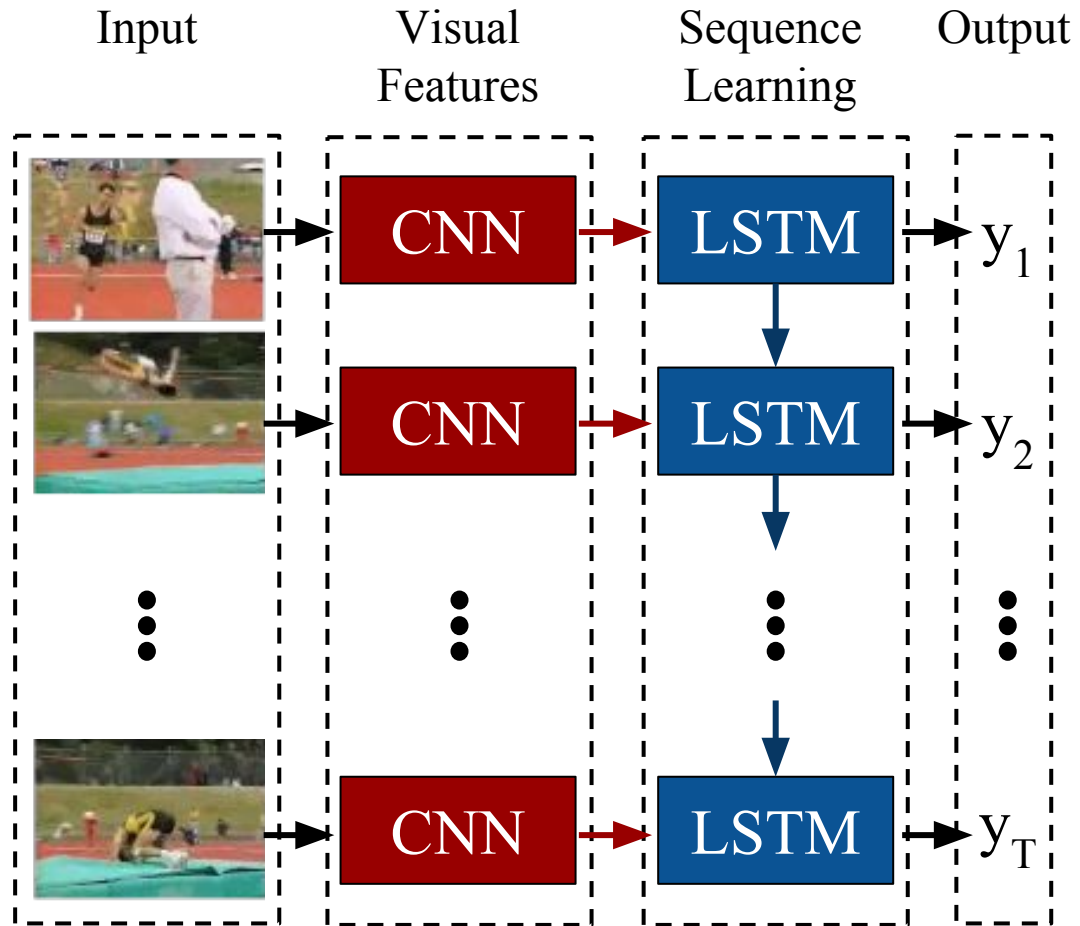 Input
Visual
Features
Sequence
Learning
Output
CNN
LSTM
y1
CNN
LSTM
y2
CNN
LSTM
yT